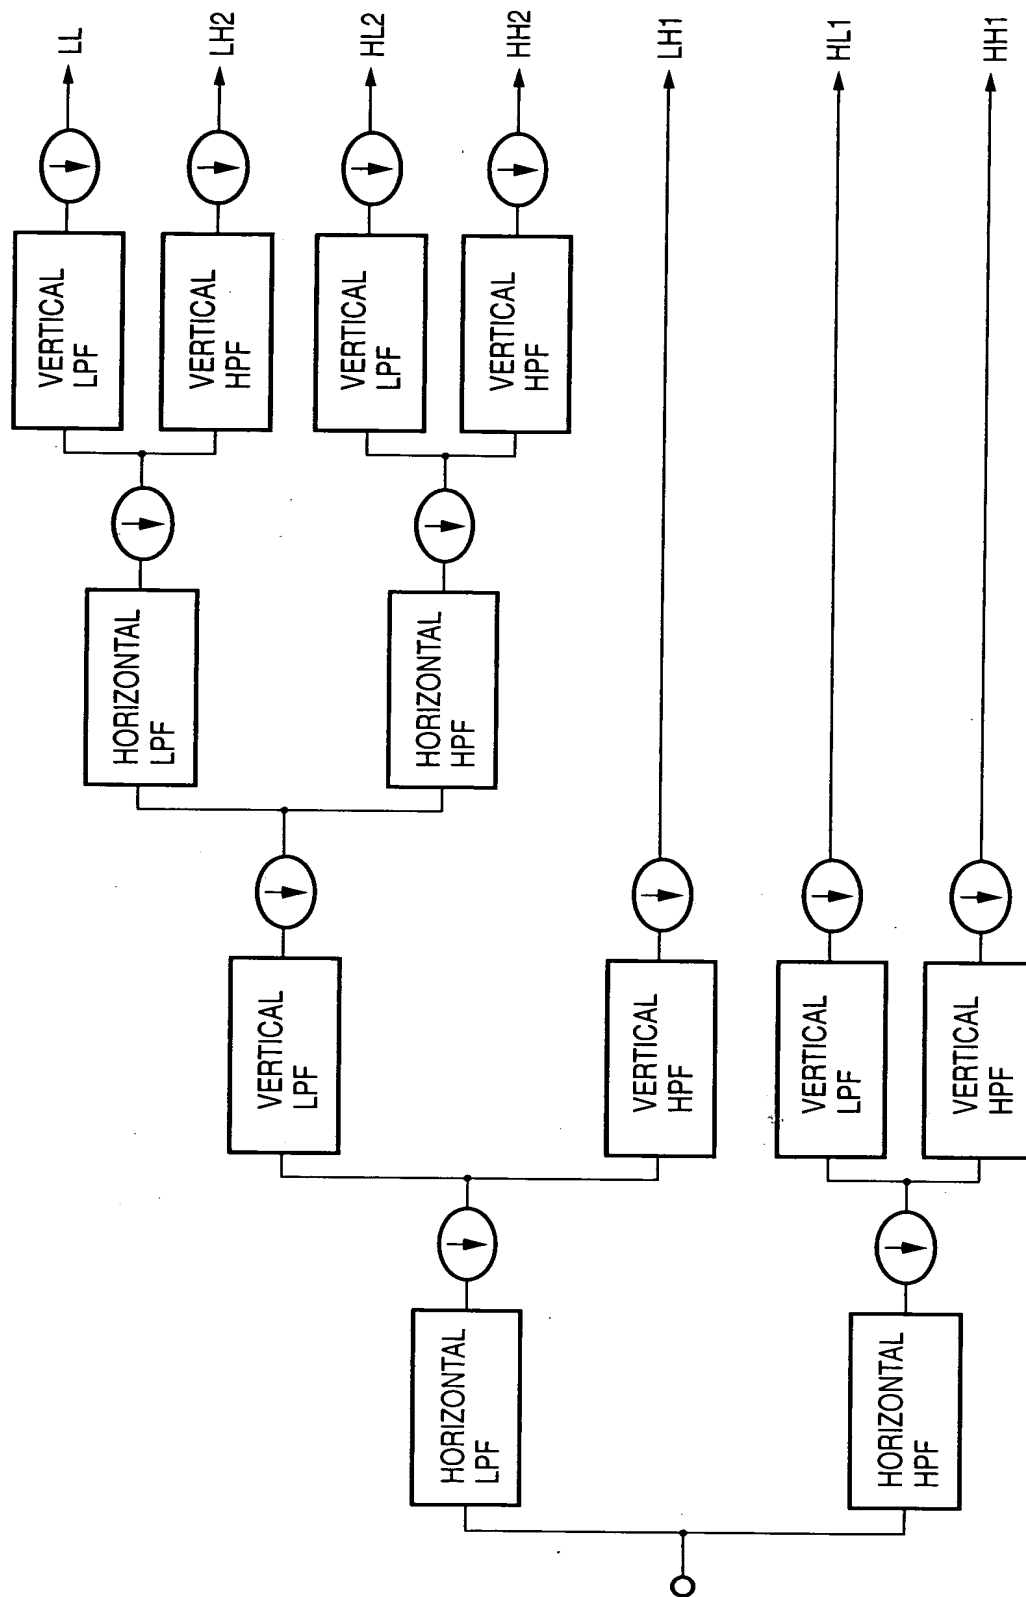 HORIZONTAL
LPF
HORIZONTAL
HPF
VERTICAL
LPF
VERTICAL
HPF
VERTICAL
LPF
VERTICAL
HPF
HORIZONTAL
LPF
HORIZONTAL
HPF
VERTICAL
LPF
VERTICAL
HPF
VERTICAL
LPF
VERTICAL
HPF
LL
LH2
HL2
HH2
LH1
HL1
HH1